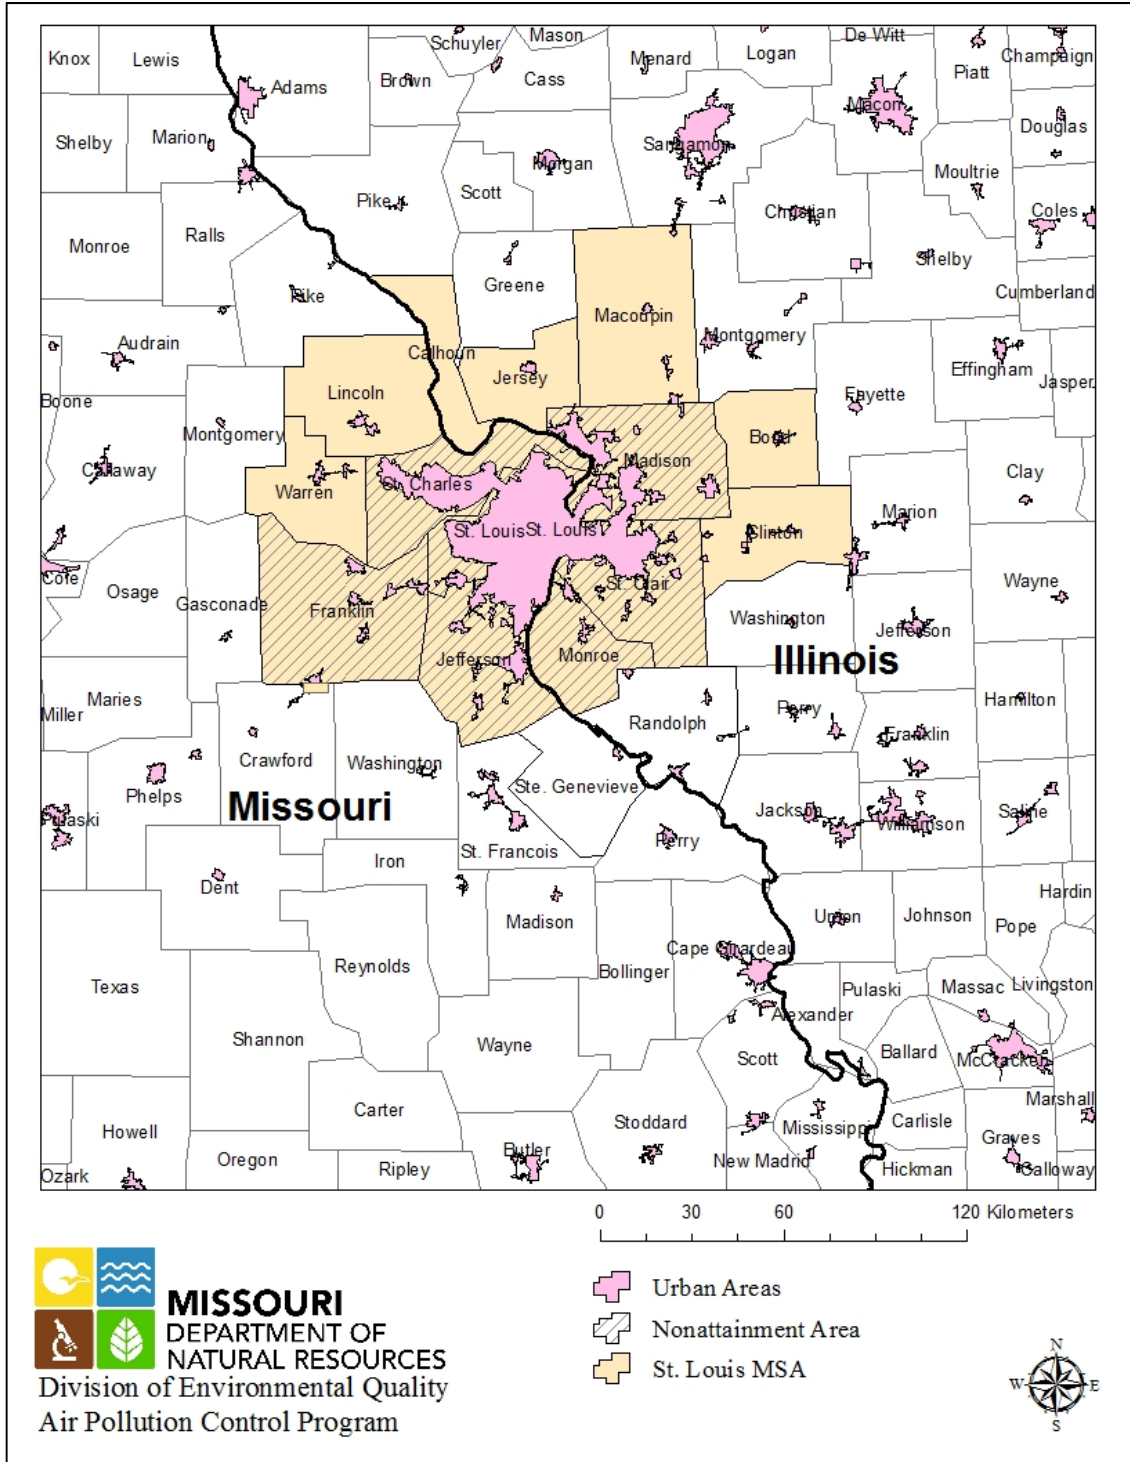 Knox
Lewis
Adams
Brown
Schuyler
Mason
Cass
Menard
Logan
De Witt
Piatt
Champaign
Shelby
Marion
Morgan
Sangamon
Macon
Douglas
Moultrie
Scott
Pike
Christian
Coles
Monroe
Ralls
Shelby
Greene
Pike
Cumberland
Macoupin
Montgomery
Audrain
Calhoun
Jersey
Effingham
Jasper
Lincoln
Fayette
Boone
Montgomery
Bond
Callaway
Madison
Clay
St. Charles
Warren
Marion
St. Louis
St. Louis
Clinton
Cole
Osage
Gasconade
Franklin
St. Clair
Wayne
Washington
Jefferson
Jefferson
Monroe
Illinois
Maries
Miller
Hamilton
Randolph
Perry
Franklin
Crawford
Washington
Ste. Genevieve
Phelps
Missouri
Pulaski
Jackson
Williamson
Saline
Perry
St. Francois
Iron
Dent
Hardin
Madison
Union
Johnson
Pope
Cape Girardeau
Reynolds
Bollinger
Texas
Pulaski
Massac
Livingston
Alexander
Shannon
Wayne
Scott
Ballard
McCracken
Carter
Marshall
Howell
Stoddard
Mississippi
Carlisle
Graves
Butler
Oregon
Ripley
New Madrid
Hickman
Calloway
Ozark
0 30 60 120 Kilometers
Urban Areas
Nonattainment Area
St. Louis MSA
MISSOURI
DEPARTMENT OF
NATURAL RESOURCES
Division of Environmental Quality
Air Pollution Control Program
N
W E
S